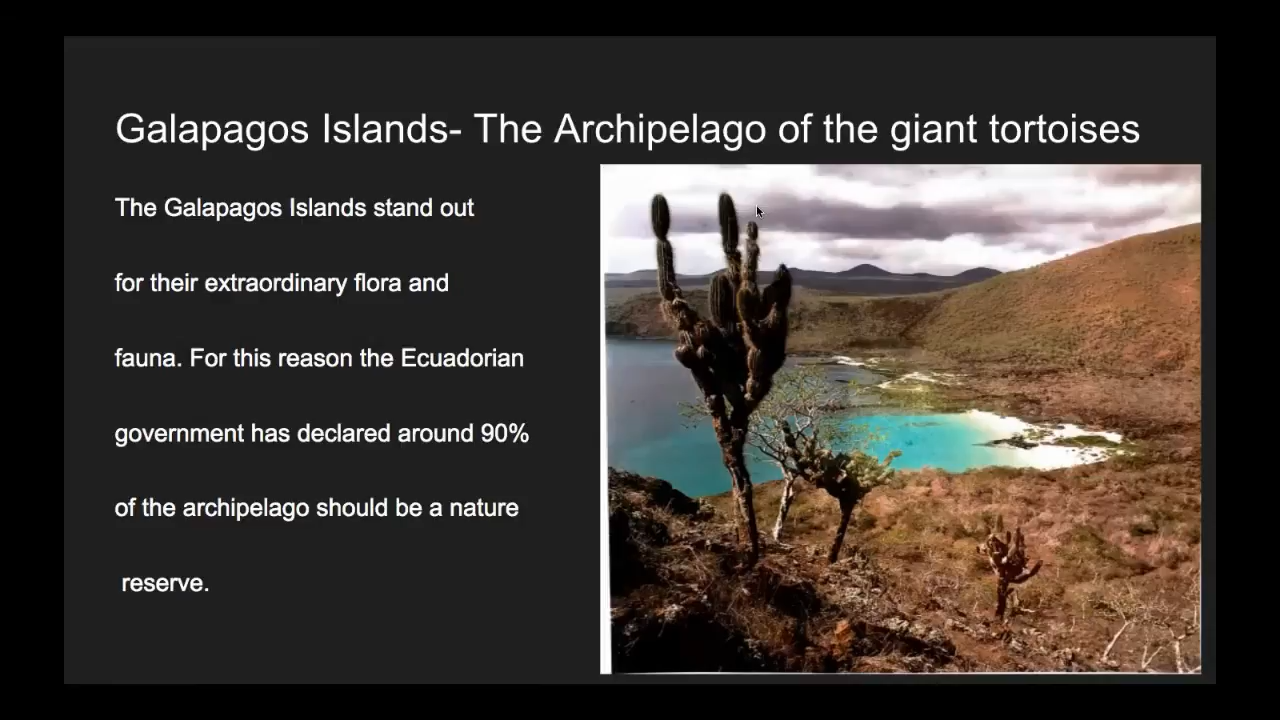 Galapagos Islands- The Archipelago of the giant tortoises
The Galapagos Islands stand out
for their extraordinary flora and
fauna. For this reason the Ecuadorian
government has declared around 90%
of the archipelago should be a nature
reserve.